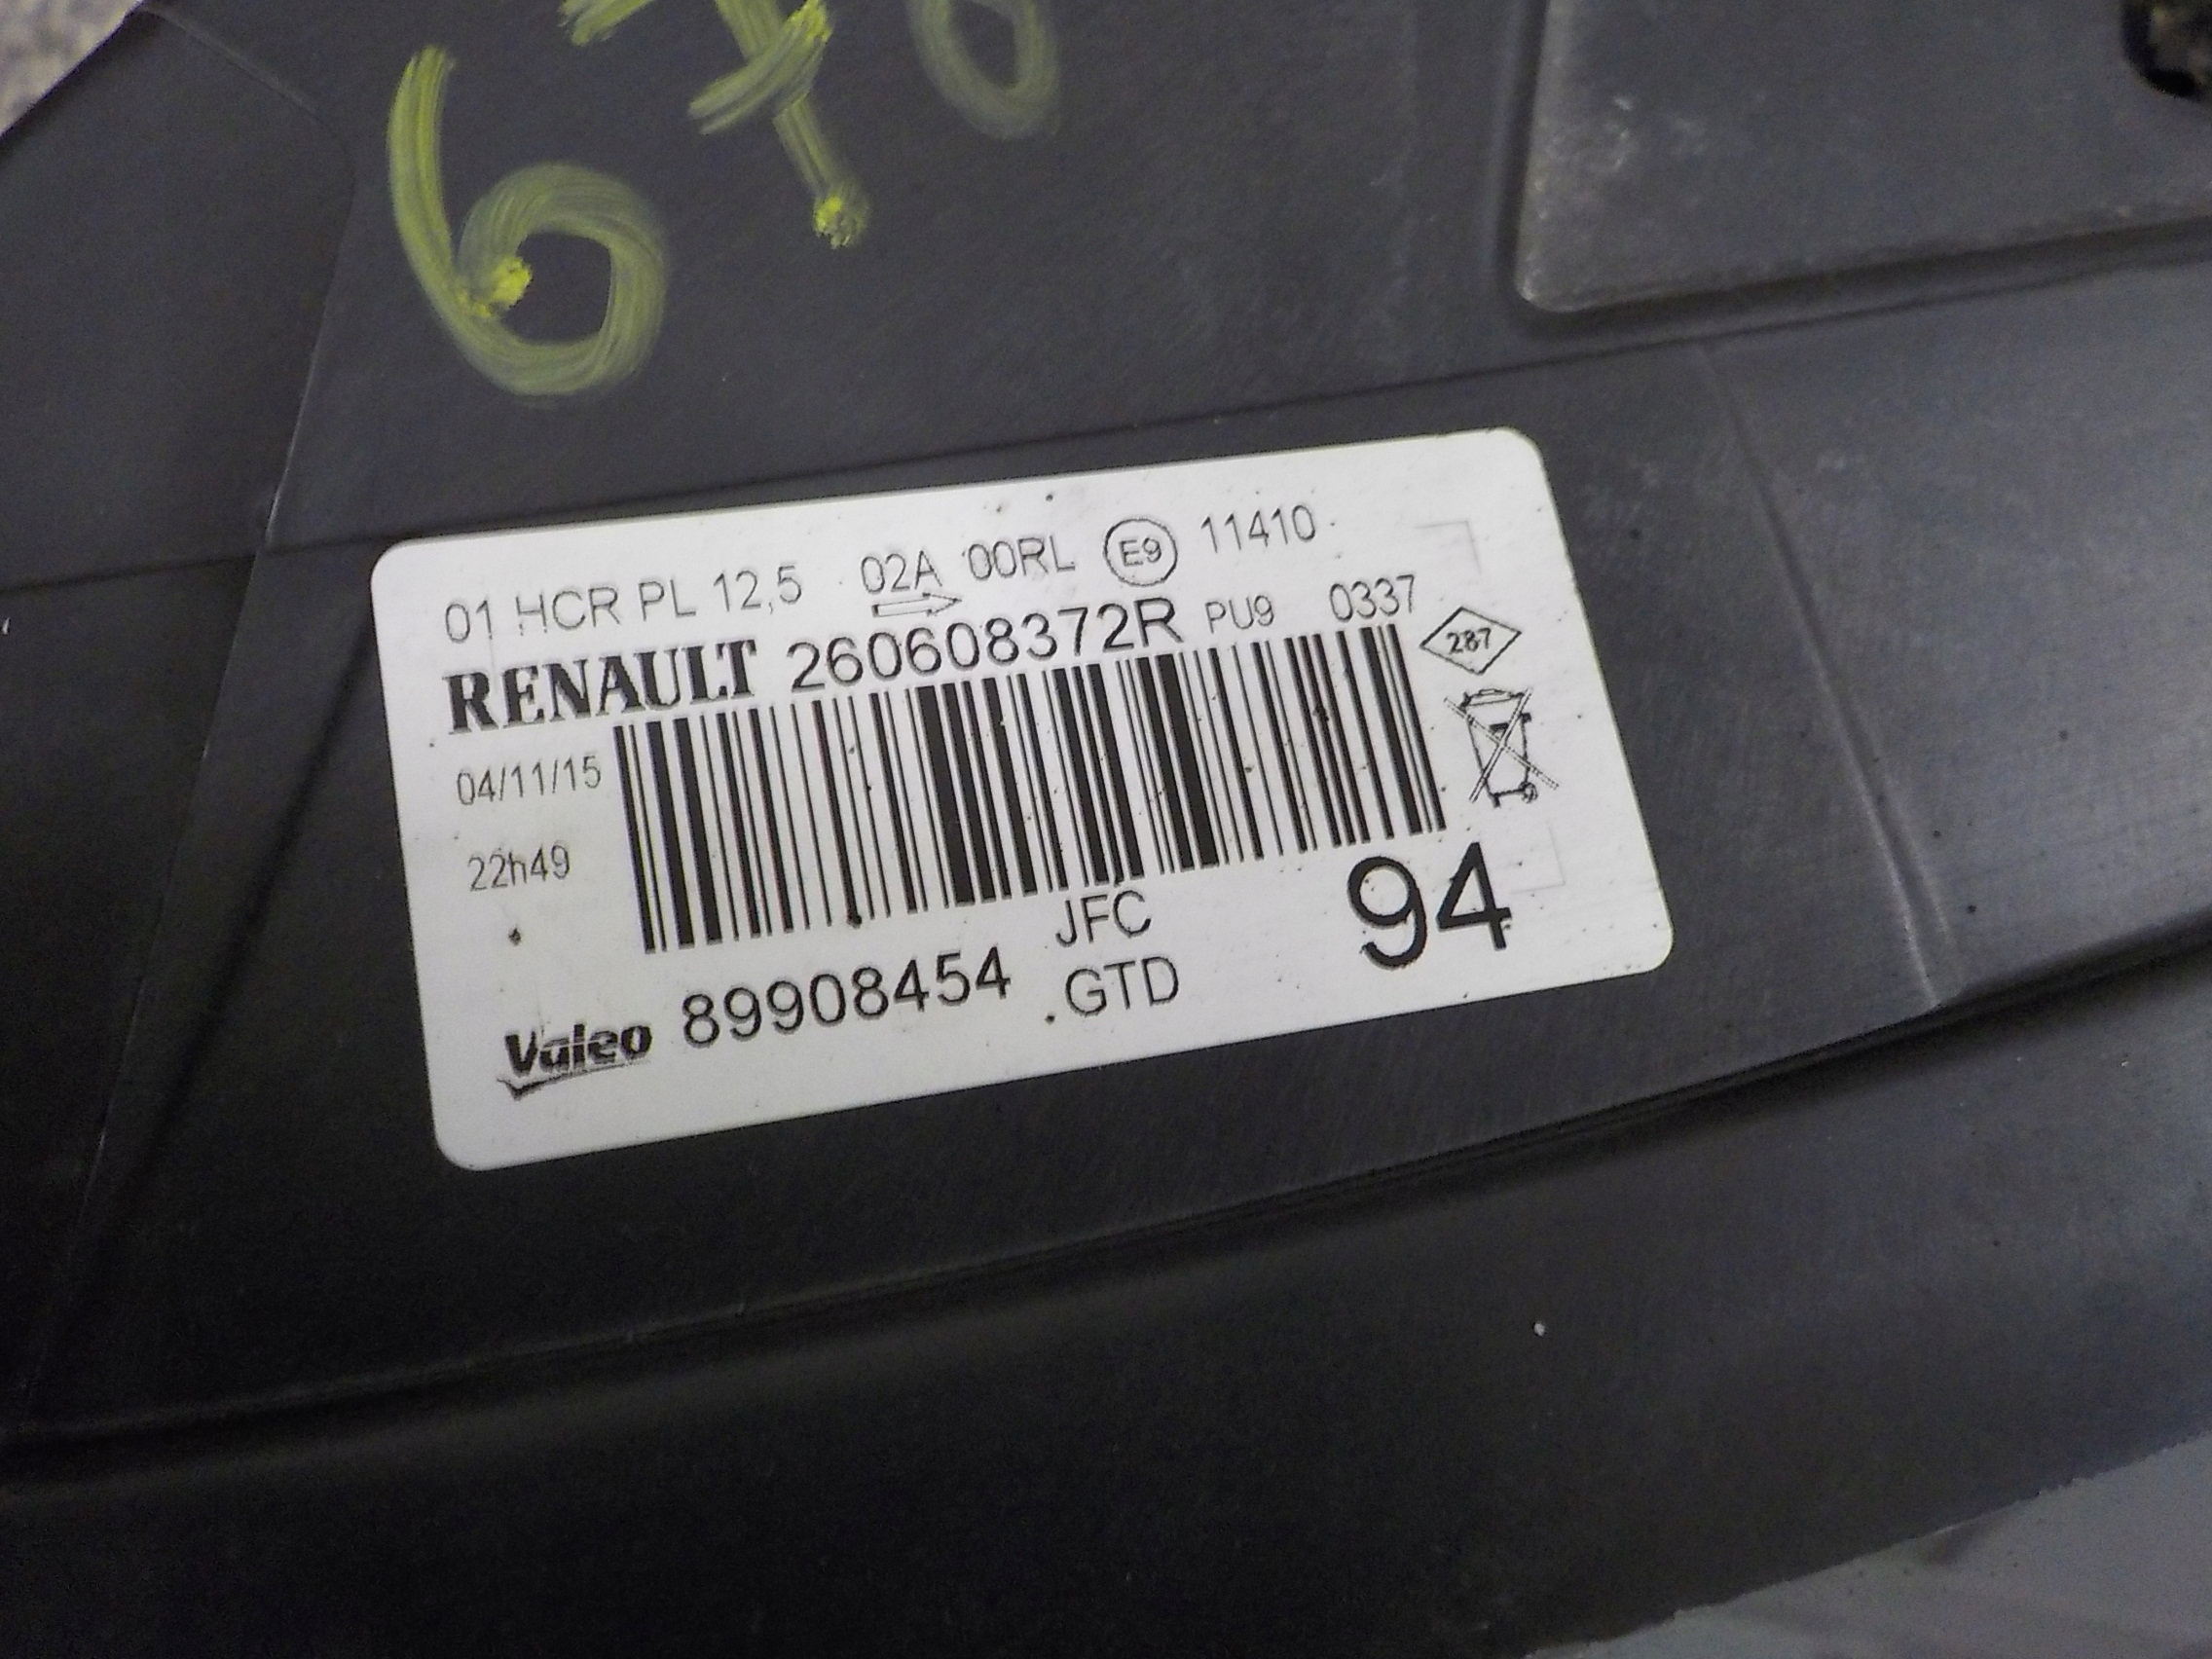 670
01 HCR PL 12,5 02A 00RL E9 11410
RENAULT 260608372R PU9 0337
287
04/11/15
22h49
JFC
94
Valeo 89908454 .GTD